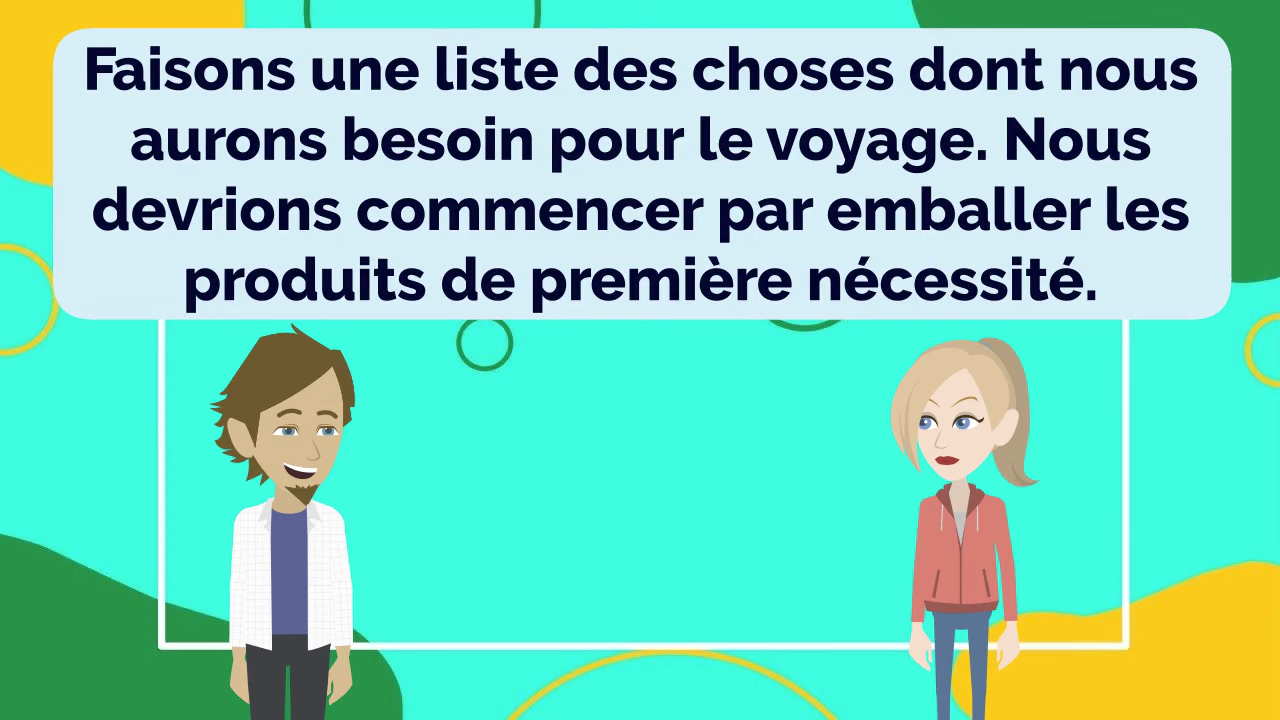 Faisons une liste des choses dont nous
aurons besoin pour le voyage. Nous
devrions commencer par emballer les
produits de première nécessité.